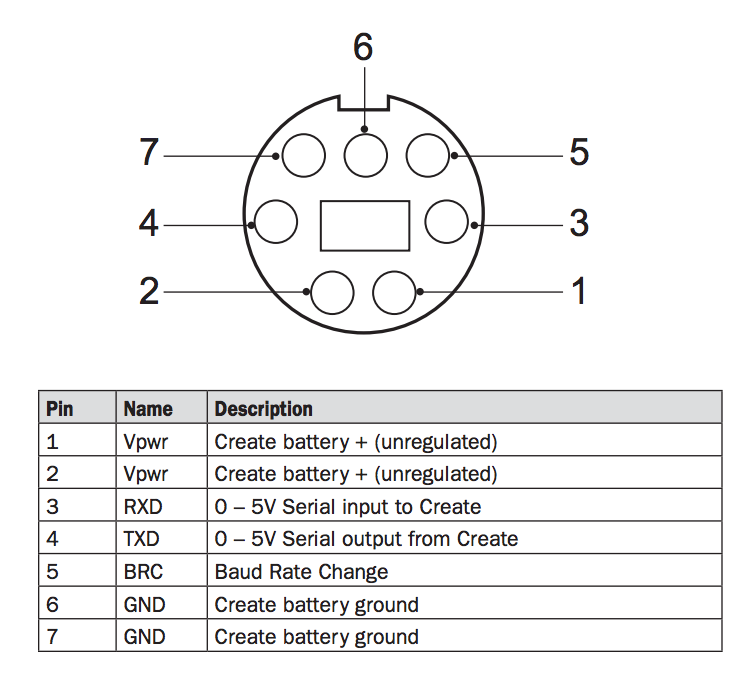 6
7
5
4
3
2
1
Pin Name Description
1 Vpwr Create battery + (unregulated)
2 Vpwr Create battery + (unregulated)
3 RXD 0 – 5V Serial input to Create
4 TXD 0 – 5V Serial output from Create
5 BRC Baud Rate Change
6 GND Create battery ground
7 GND Create battery ground